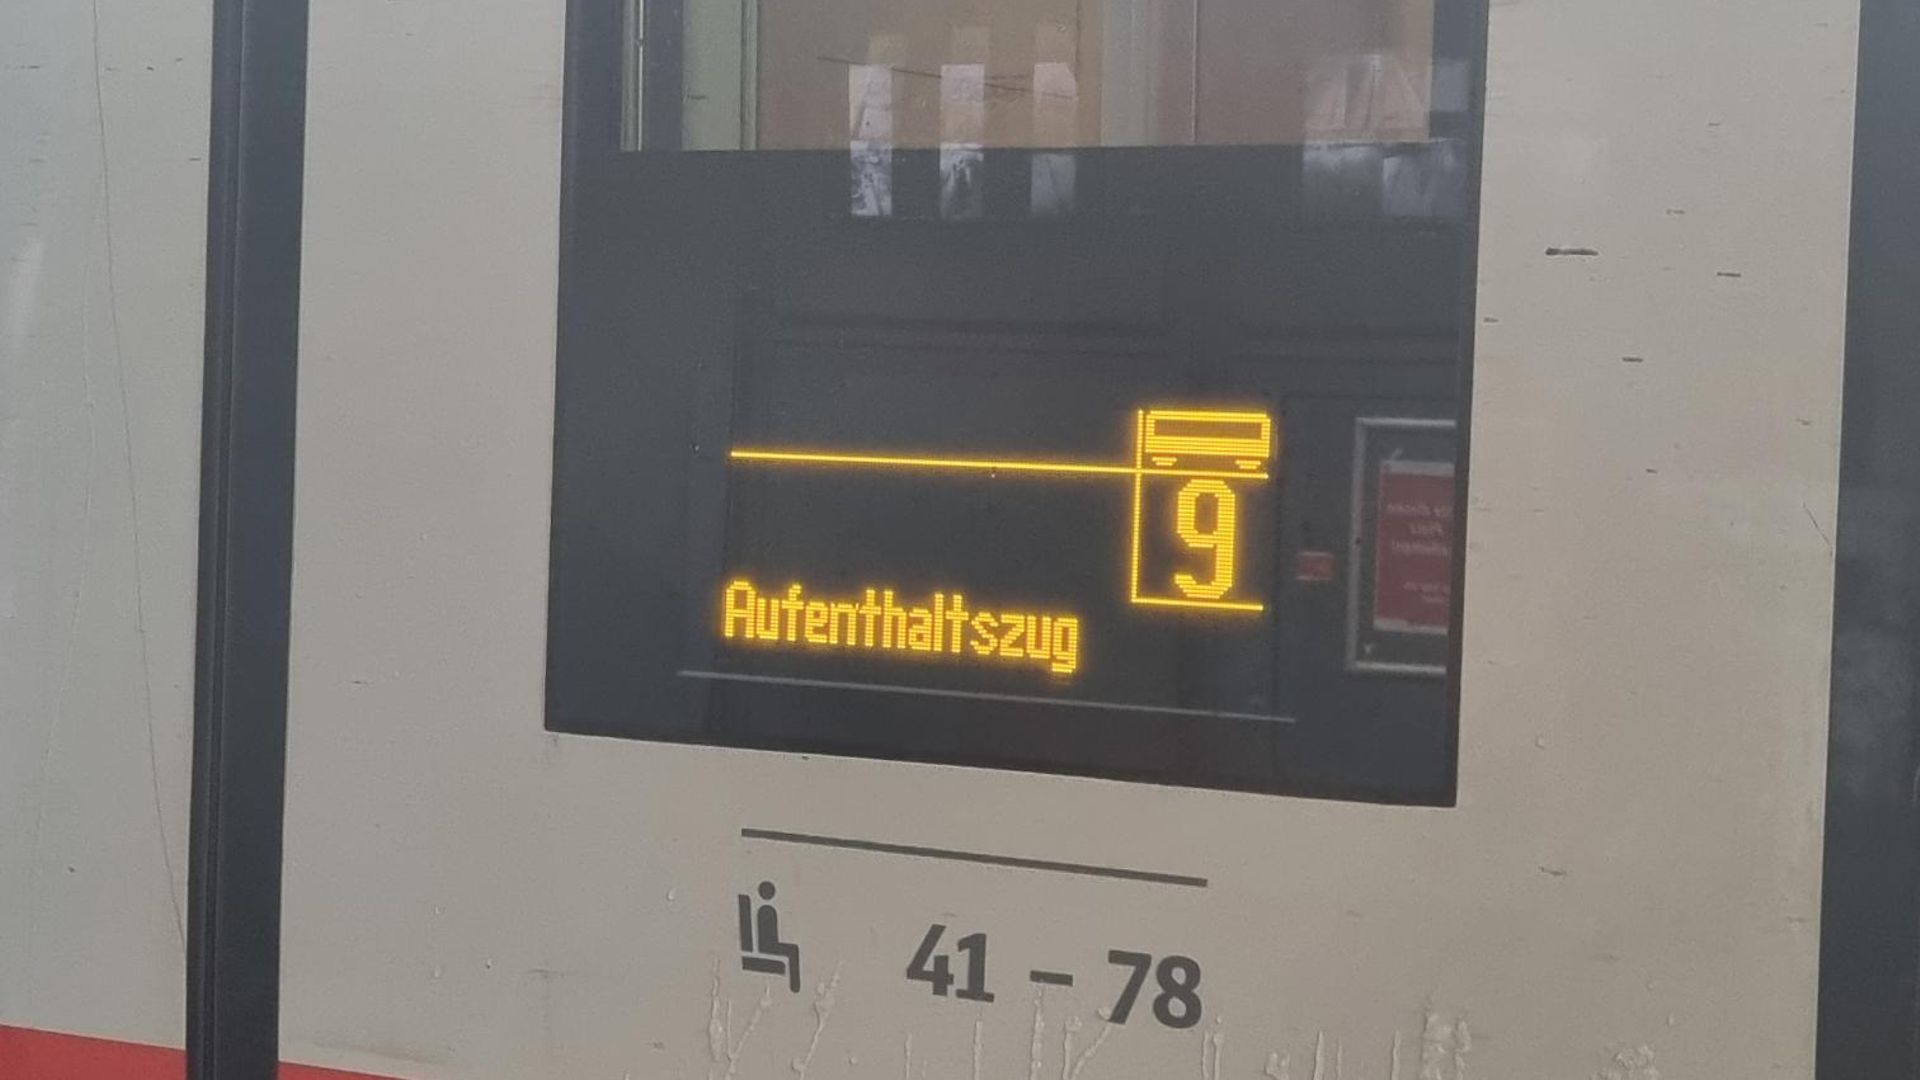 9
Aufenthaltszug
41 – 78